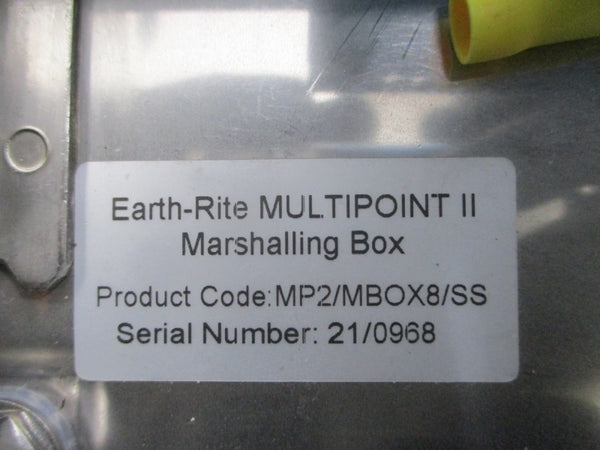 Earth-Rite MULTIPOINT II
Marshalling Box
Product Code:MP2/MBOX8/SS
Serial Number: 21/0968